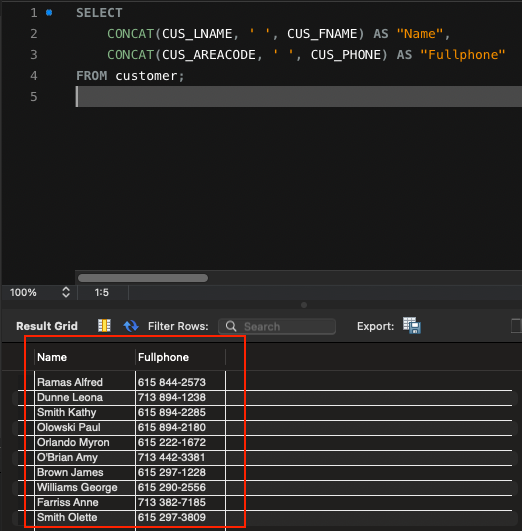 1 SELECT
2 CONCAT(CUS_LNAME, ' ', CUS_FNAME) AS "Name",
3 CONCAT(CUS_AREACODE, ' ', CUS_PHONE) AS "Fullphone"
4 FROM customer;
5
100% 1:5
Result Grid Filter Rows: Search Export:
Name Fullphone
Ramas Alfred 615 844-2573
Dunne Leona 713 894-1238
Smith Kathy 615 894-2285
Olowski Paul 615 894-2180
Orlando Myron 615 222-1672
O'Brian Amy 713 442-3381
Brown James 615 297-1228
Williams George 615 290-2556
Farriss Anne 713 382-7185
Smith Olette 615 297-3809